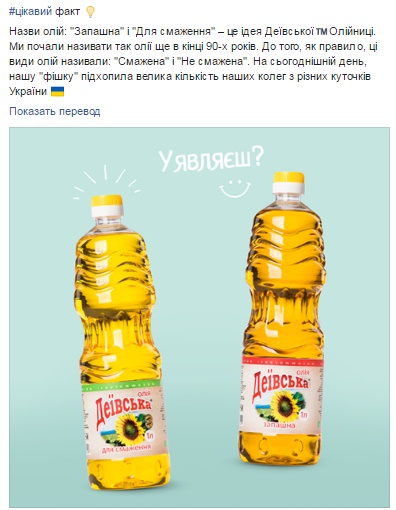 #цікавий факт 💡
Назви олій: "Запашна" і "Для смаження" – це ідея Деївської™ Олійниці.
Ми почали називати так олії ще в кінці 90-х років. До того, як правило, ці
види олій називали: "Смажена" і "Не смажена". На сьогоднішній день,
нашу "фішку" підхопила велика кількість наших колег з різних куточків
України 🇺🇦
Показать перевод
Уявляєш?
олія
Деївська
1л
для смаження
олія
Деївська
1л
запашна